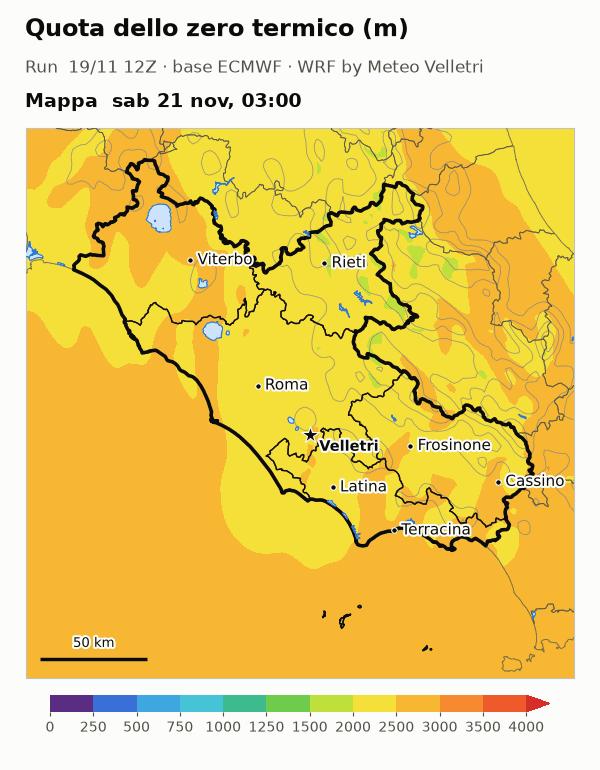 Quota dello zero termico (m)
Run  19/11 12Z · base ECMWF · WRF by Meteo Velletri
Mappa  sab 21 nov, 03:00
Viterbo
Rieti
Roma
Velletri
Frosinone
Cassino
Latina
Terracina
50 km
0 250 500 750 1000 1250 1500 2000 2500 3000 3500 4000